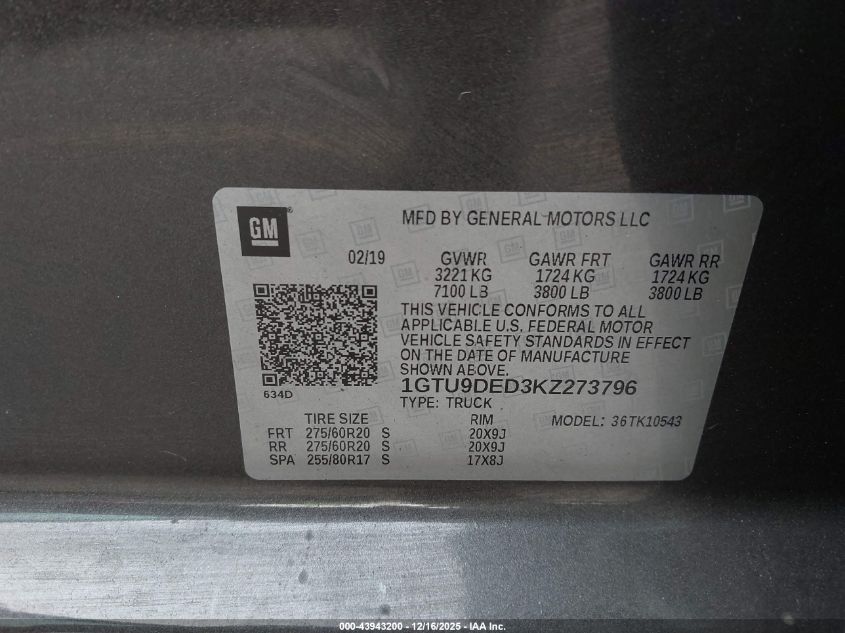 GM
MFD BY GENERAL MOTORS LLC
02/19 GVWR GAWR FRT GAWR RR
3221 KG 1724 KG 1724 KG
7100 LB 3800 LB 3800 LB
THIS VEHICLE CONFORMS TO ALL
APPLICABLE U.S. FEDERAL MOTOR
VEHICLE SAFETY STANDARDS IN EFFECT
ON THE DATE OF MANUFACTURE
SHOWN ABOVE.
634D
1GTU9DED3KZ273796
TYPE: TRUCK MODEL: 36TK10543
TIRE SIZE RIM
FRT 275/60R20 S 20X9J
RR 275/60R20 S 20X9J
SPA 255/80R17 S 17X8J
000-43943200 - 12/16/2025 - IAA Inc.